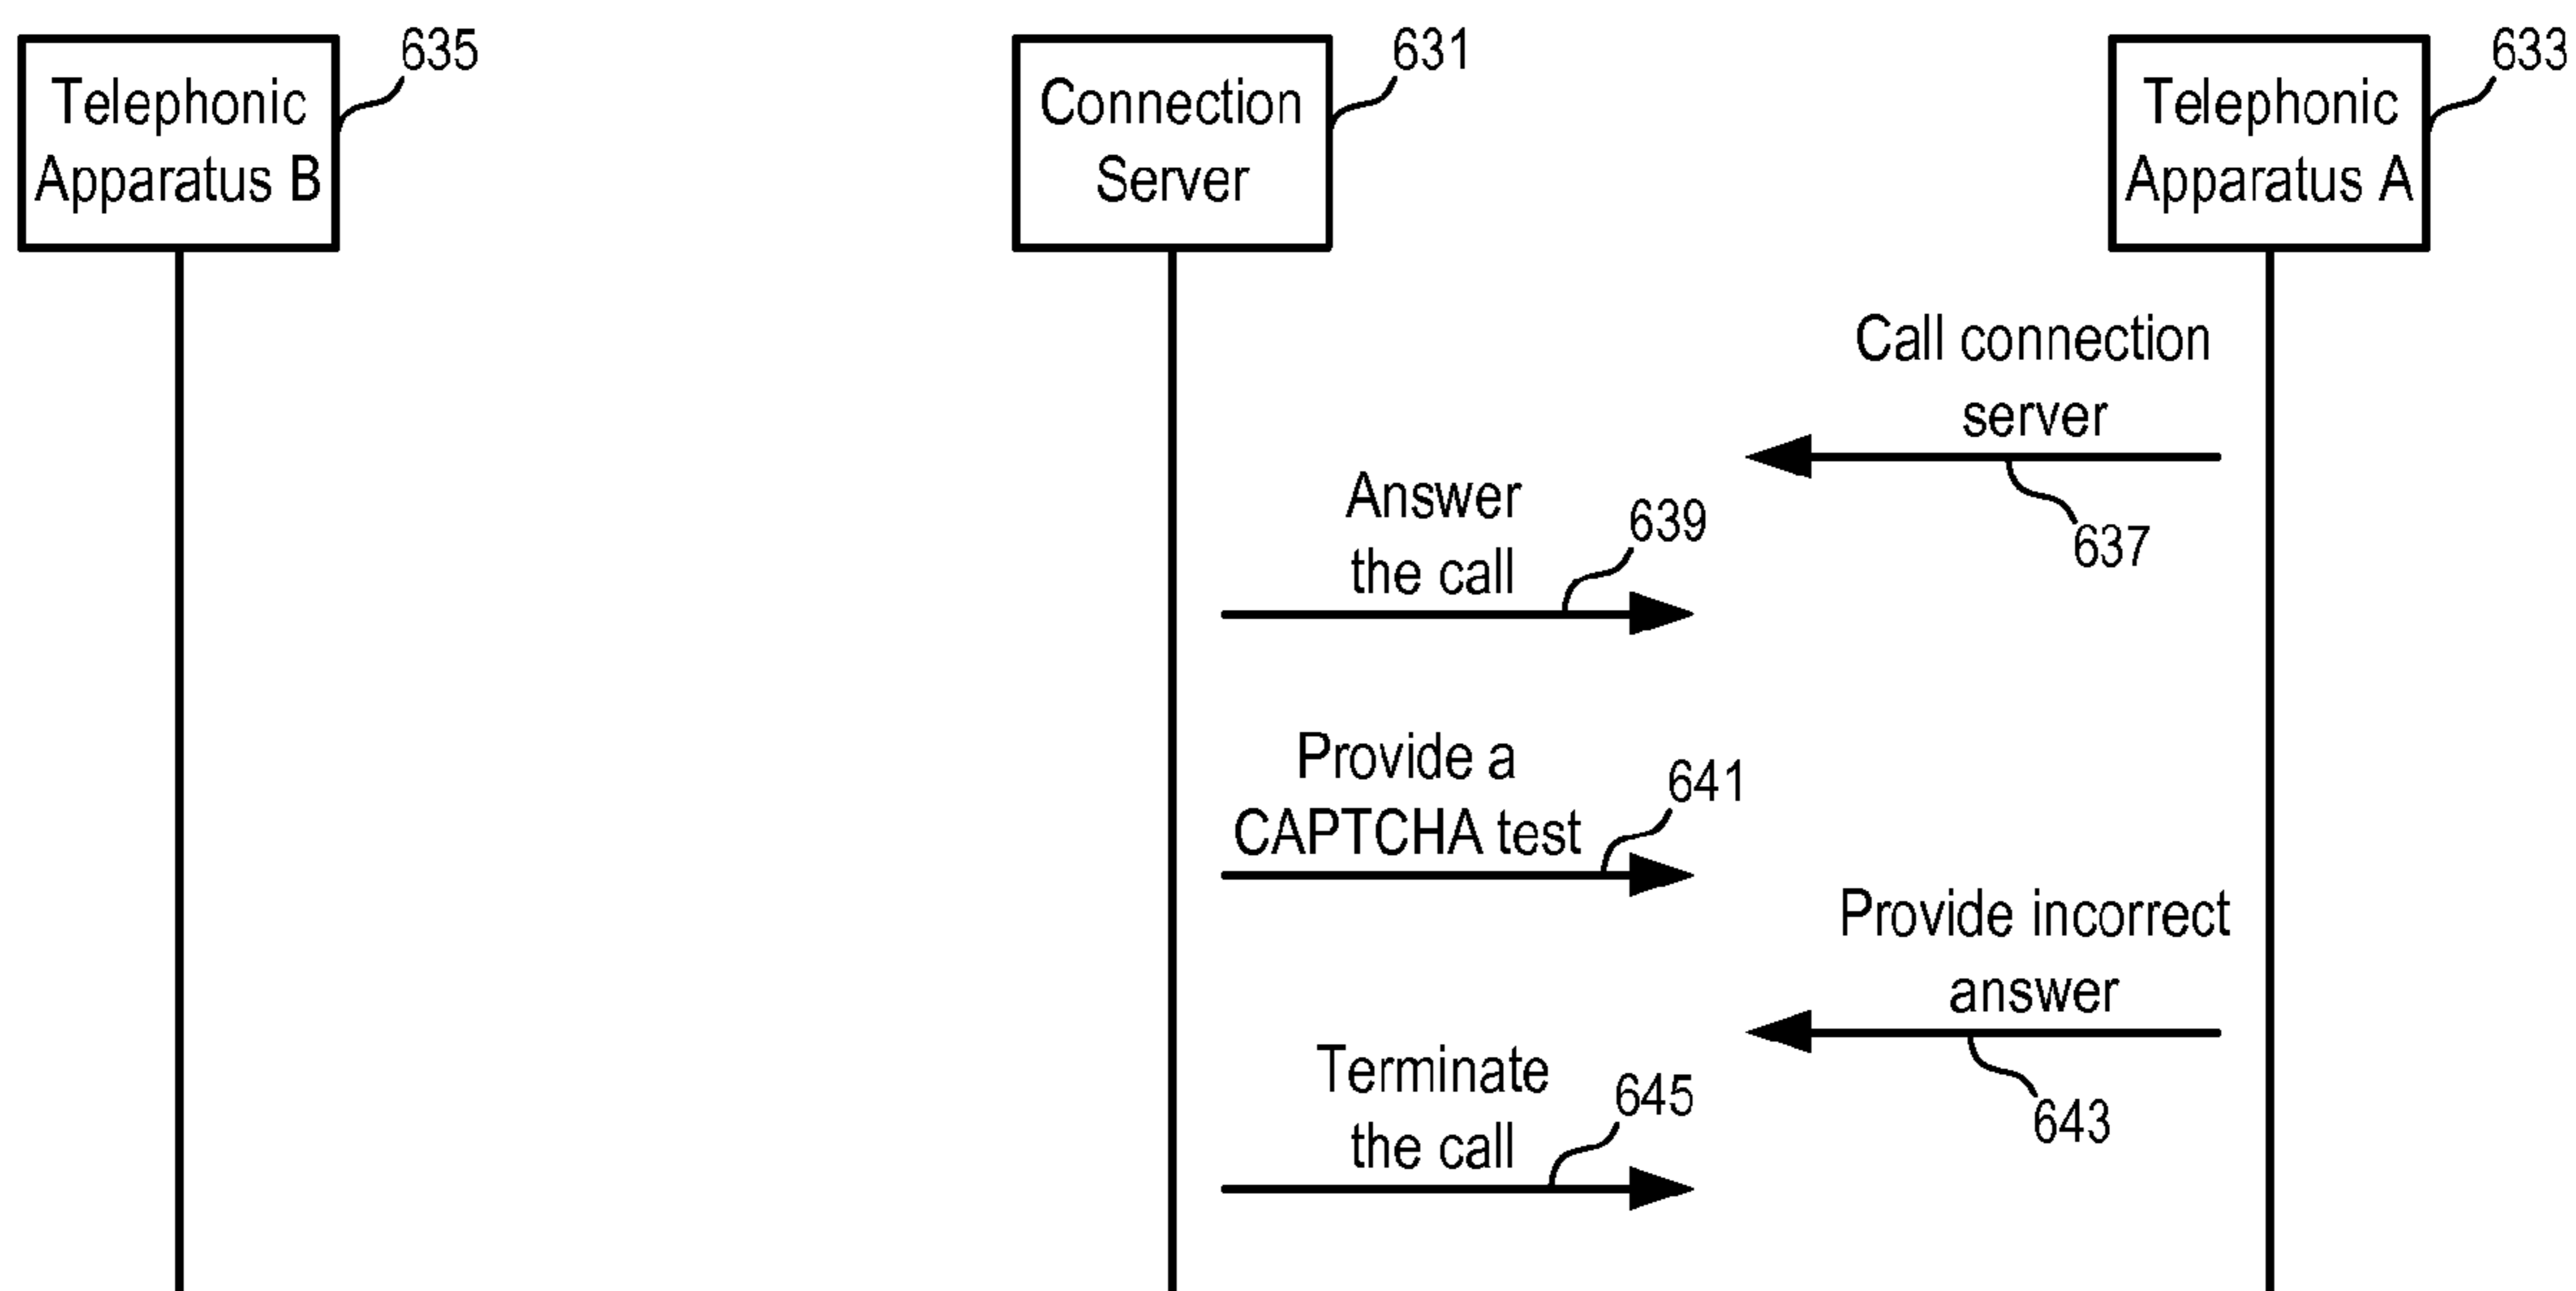 Telephonic
Apparatus B
635
Connection
Server
631
Telephonic
Apparatus A
633
Call connection
server
637
Answer
the call
639
Provide a
CAPTCHA test
641
Provide incorrect
answer
643
Terminate
the call
645